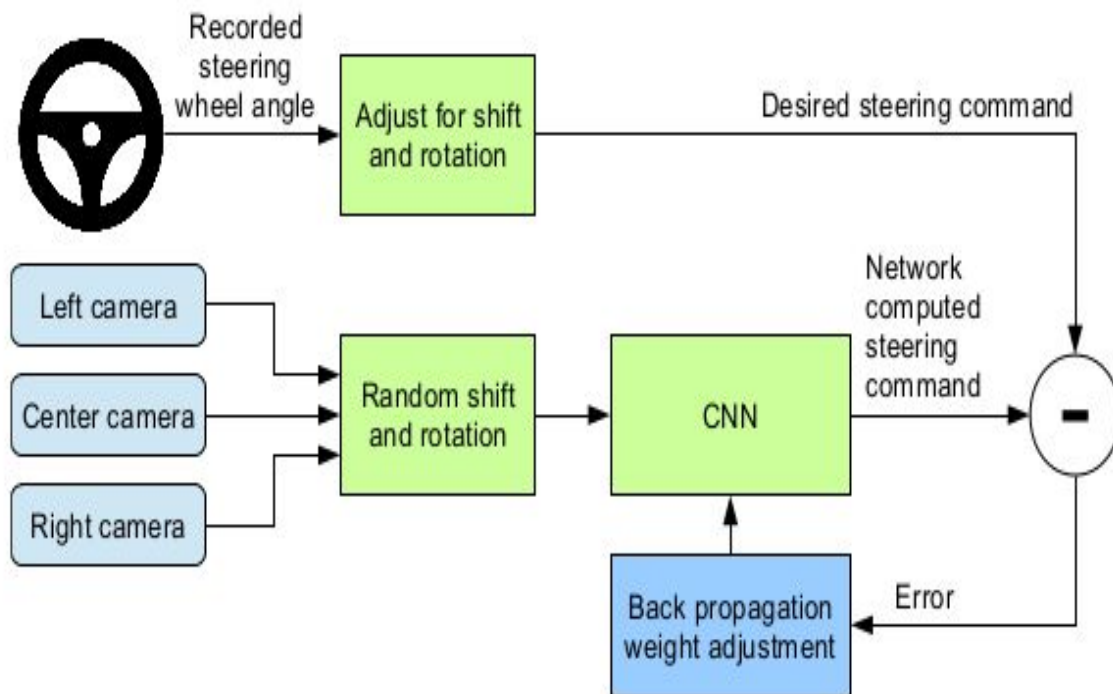 Recorded
steering
wheel angle
Adjust for shift
and rotation
Desired steering command
Left camera
Center camera
Right camera
Random shift
and rotation
CNN
Network
computed
steering
command
-
Back propagation
weight adjustment
Error